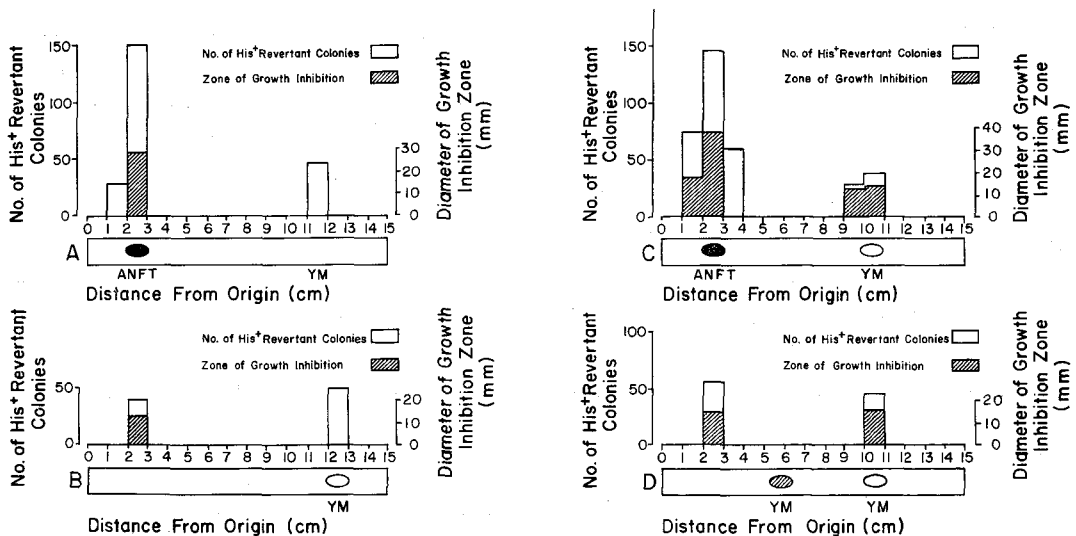 No. of His+ Revertant Colonies
150
100
50
0
No. of His+ Revertant Colonies
Zone of Growth Inhibition
30
20
10
0
Diameter of Growth Inhibition Zone (mm)
0 1 2 3 4 5 6 7 8 9 10 11 12 13 14 15
A
ANFT YM
Distance From Origin (cm)
No. of His+ Revertant Colonies
150
100
50
0
No. of His+ Revertant Colonies
Zone of Growth Inhibition
40
30
20
10
0
Diameter of Growth Inhibition Zone (mm)
0 1 2 3 4 5 6 7 8 9 10 11 12 13 14 15
C
ANFT YM
Distance From Origin (cm)
No. of His+ Revertant Colonies
50
0
No. of His+ Revertant Colonies
Zone of Growth Inhibition
20
10
0
Diameter of Growth Inhibition Zone (mm)
0 1 2 3 4 5 6 7 8 9 10 11 12 13 14 15
B
YM
Distance From Origin (cm)
No. of His+ Revertant Colonies
100
50
0
No. of His+ Revertant Colonies
Zone of Growth Inhibition
20
10
0
Diameter of Growth Inhibition Zone (mm)
0 1 2 3 4 5 6 7 8 9 10 11 12 13 14 15
D
YM YM
Distance From Origin (cm)